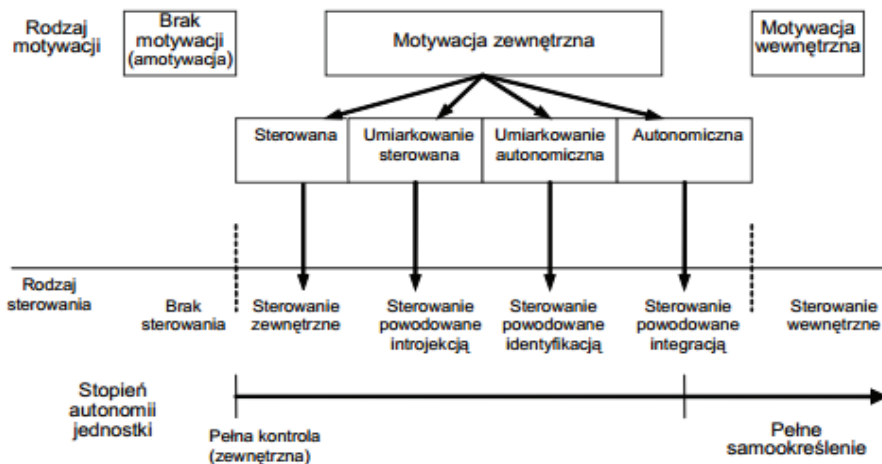 Rodzaj
motywacji
Brak
motywacji
(amotywacja)
Motywacja zewnętrzna
Motywacja
wewnętrzna
Sterowana
Umiarkowanie
sterowana
Umiarkowanie
autonomiczna
Autonomiczna
Rodzaj
sterowania
Brak
sterowania
Sterowanie
zewnętrzne
Sterowanie
powodowane
introjekcją
Sterowanie
powodowane
identyfikacją
Sterowanie
powodowane
integracją
Sterowanie
wewnętrzne
Stopień
autonomii
jednostki
Pełna kontrola
(zewnętrzna)
Pełne
samookreślenie